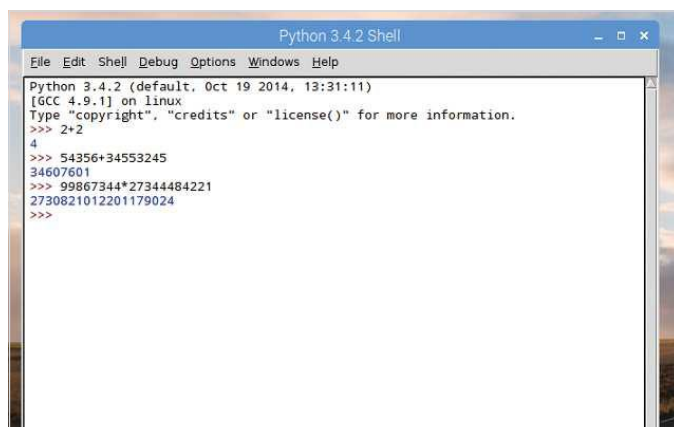 Python 3.4.2 Shell
File Edit Shell Debug Options Windows Help
Python 3.4.2 (default, Oct 19 2014, 13:31:11)
[GCC 4.9.1] on linux
Type "copyright", "credits" or "license()" for more information.
>>> 2+2
4
>>> 54356+34553245
34607601
>>> 99867344*27344484221
2730821012201179024
>>>